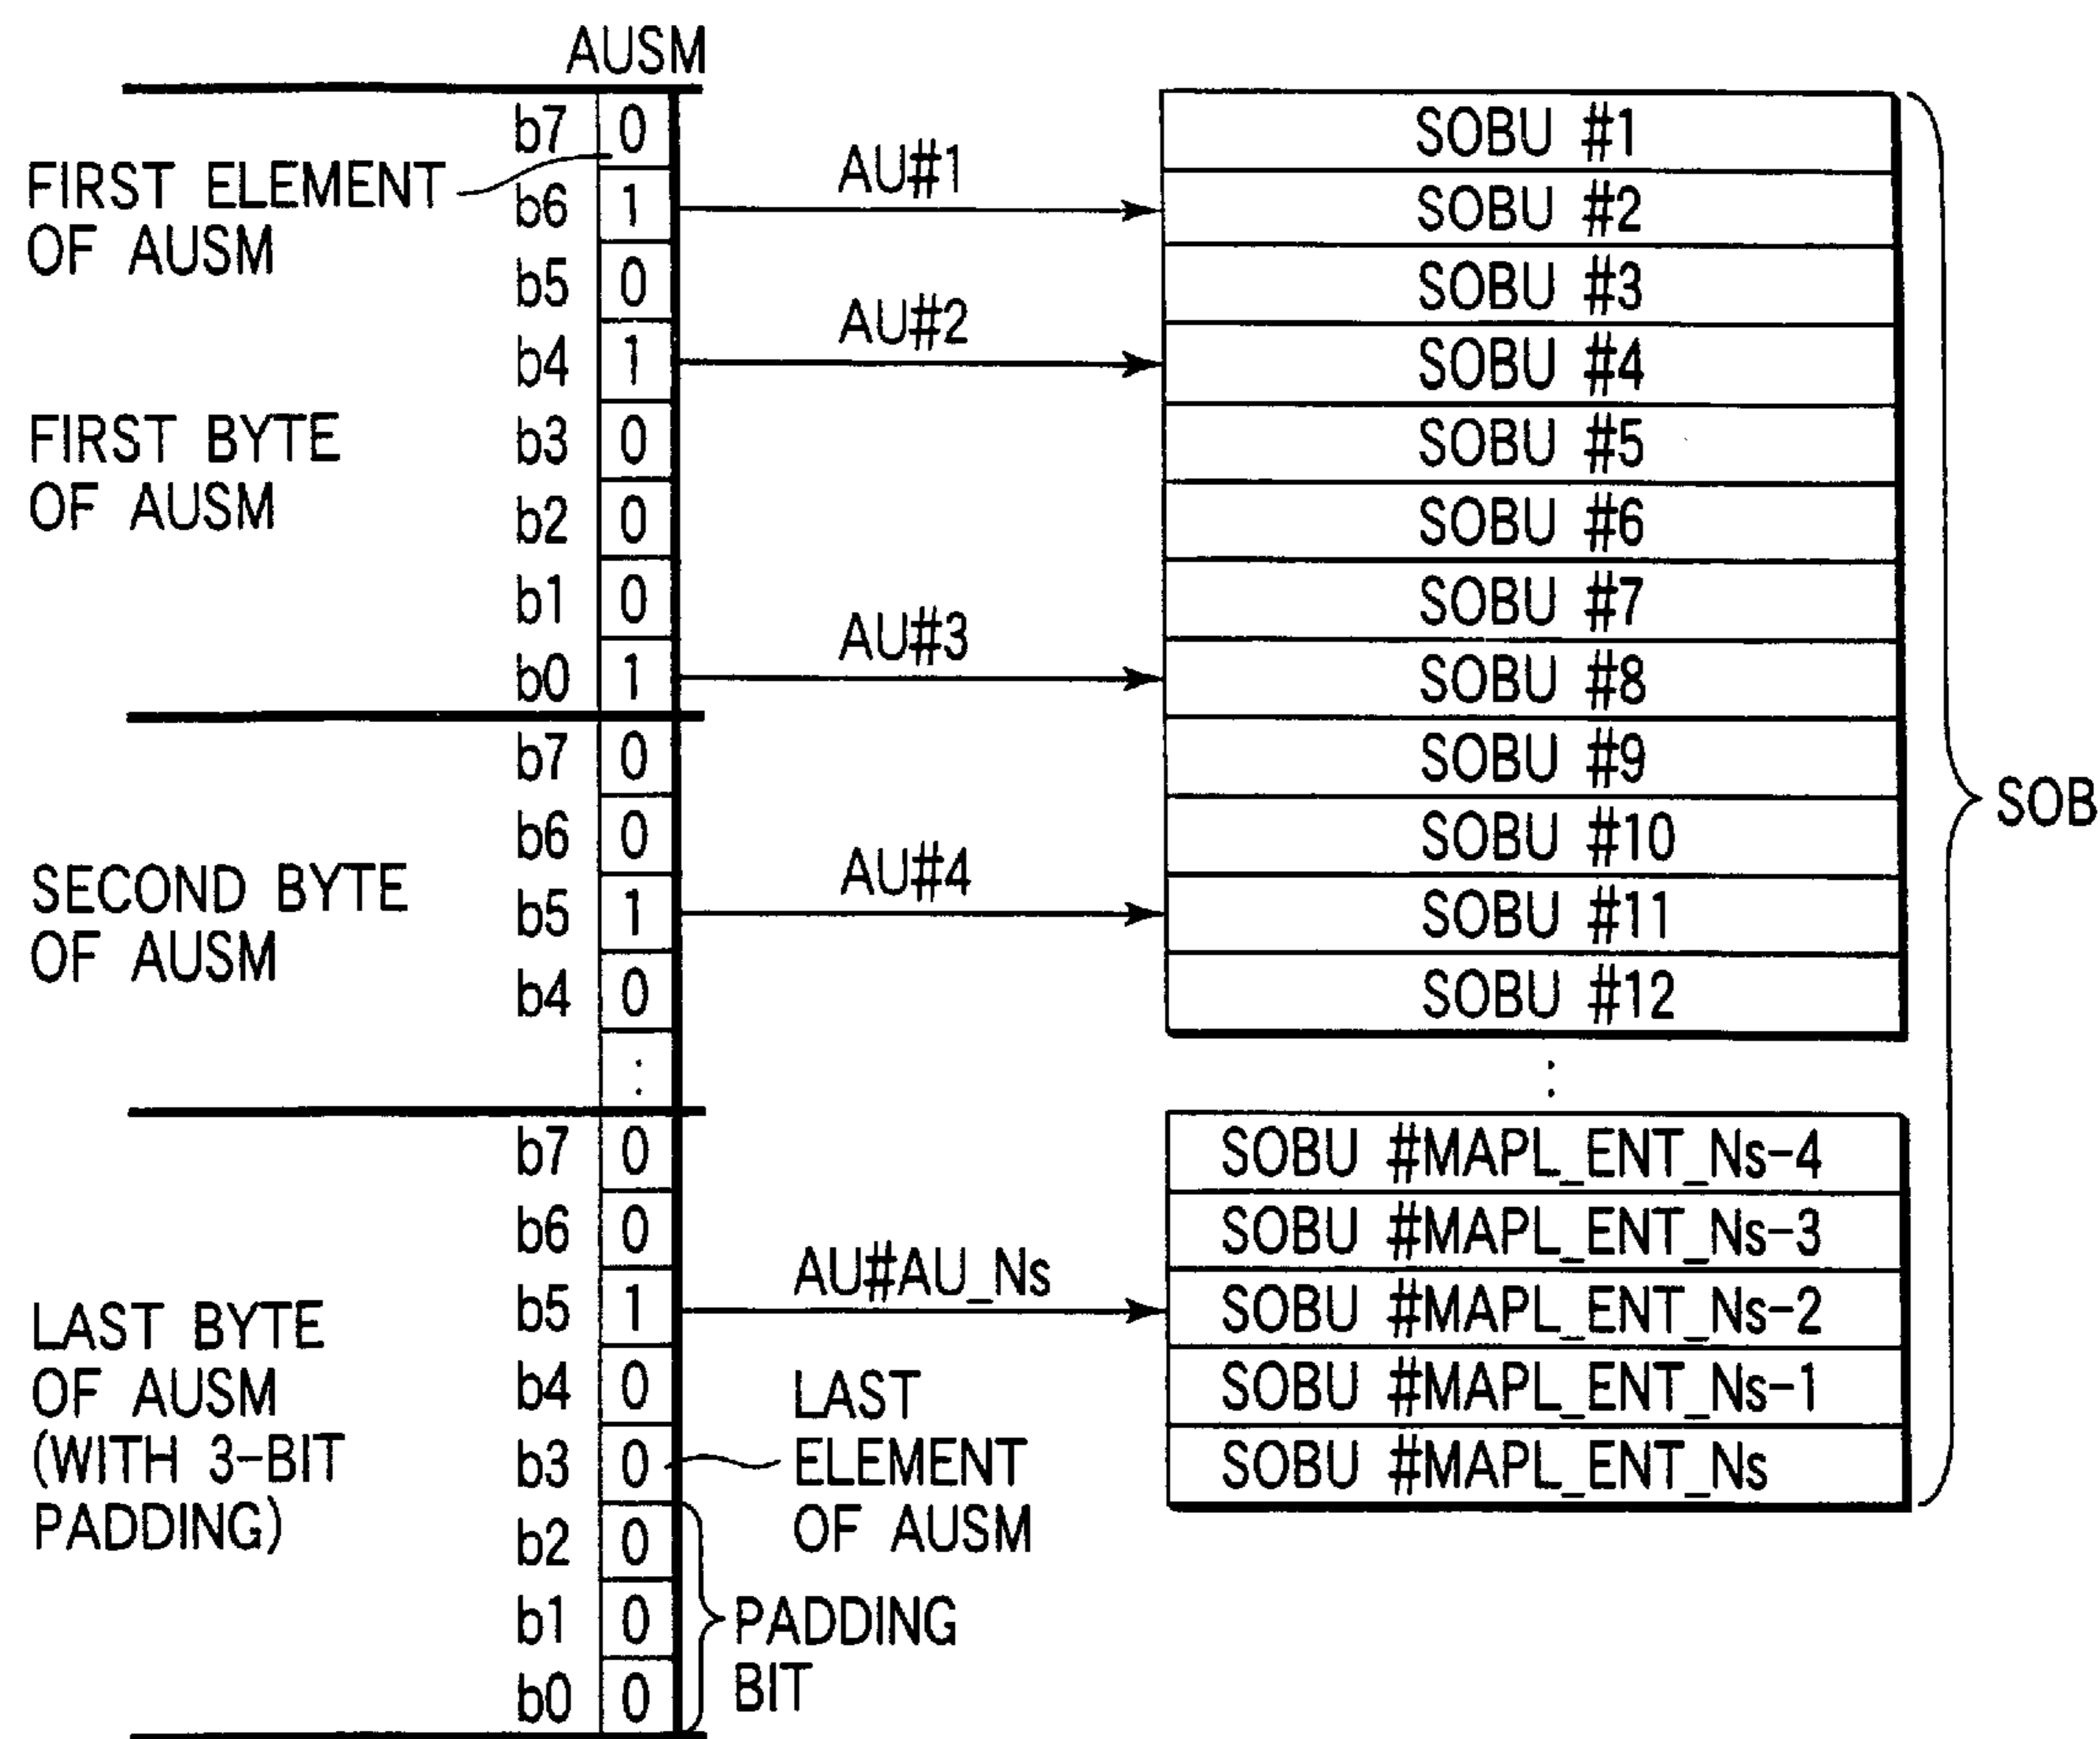 AUSM
b7 0 SOBU #1
FIRST ELEMENT
OF AUSM
b6 1 AU#1 SOBU #2
b5 0 SOBU #3
b4 1 AU#2 SOBU #4
FIRST BYTE
OF AUSM
b3 0 SOBU #5
b2 0 SOBU #6
b1 0 SOBU #7
b0 1 AU#3 SOBU #8
b7 0 SOBU #9
SOB
b6 0 SOBU #10
SECOND BYTE
OF AUSM
b5 1 AU#4 SOBU #11
b4 0 SOBU #12
: :
b7 0 SOBU #MAPL_ENT_Ns-4
b6 0 SOBU #MAPL_ENT_Ns-3
b5 1 AU#AU_Ns SOBU #MAPL_ENT_Ns-2
LAST BYTE
OF AUSM
(WITH 3-BIT
PADDING)
b4 0 SOBU #MAPL_ENT_Ns-1
b3 0 SOBU #MAPL_ENT_Ns
LAST
ELEMENT
OF AUSM
b2 0
b1 0
b0 0
PADDING
BIT